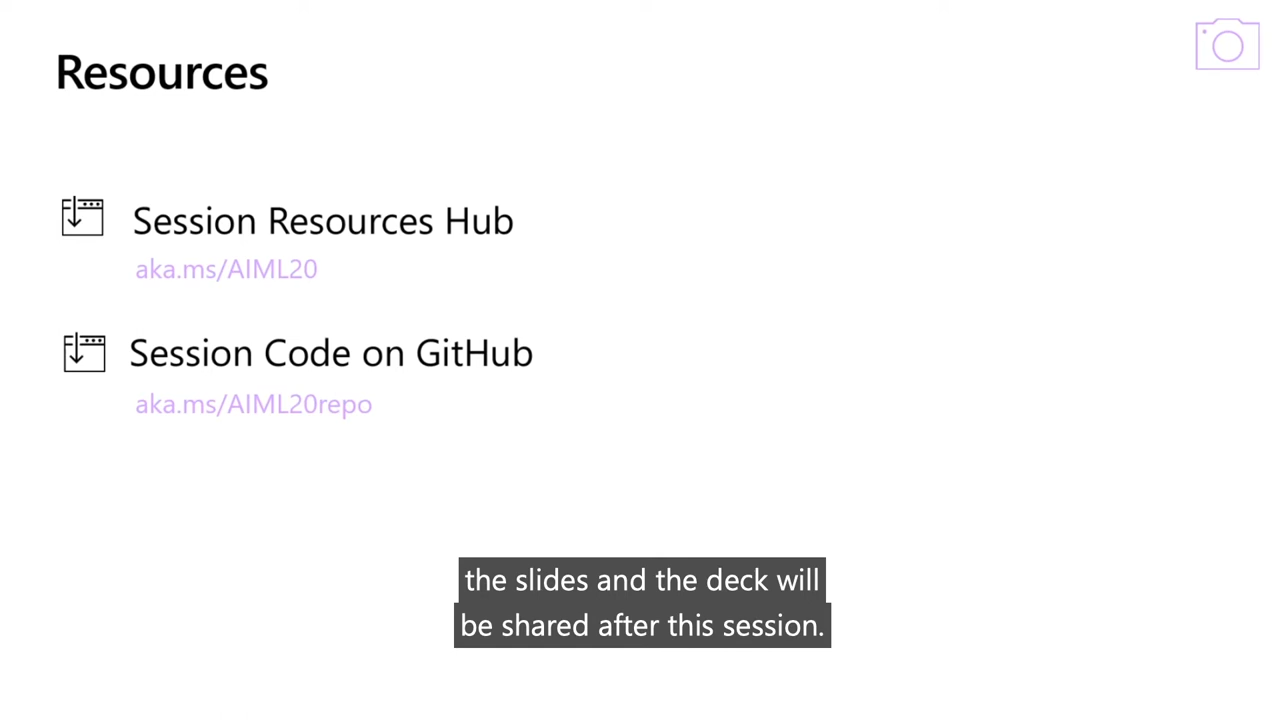 Resources
Session Resources Hub
aka.ms/AIML20
Session Code on GitHub
aka.ms/AIML20repo
the slides and the deck will
be shared after this session.